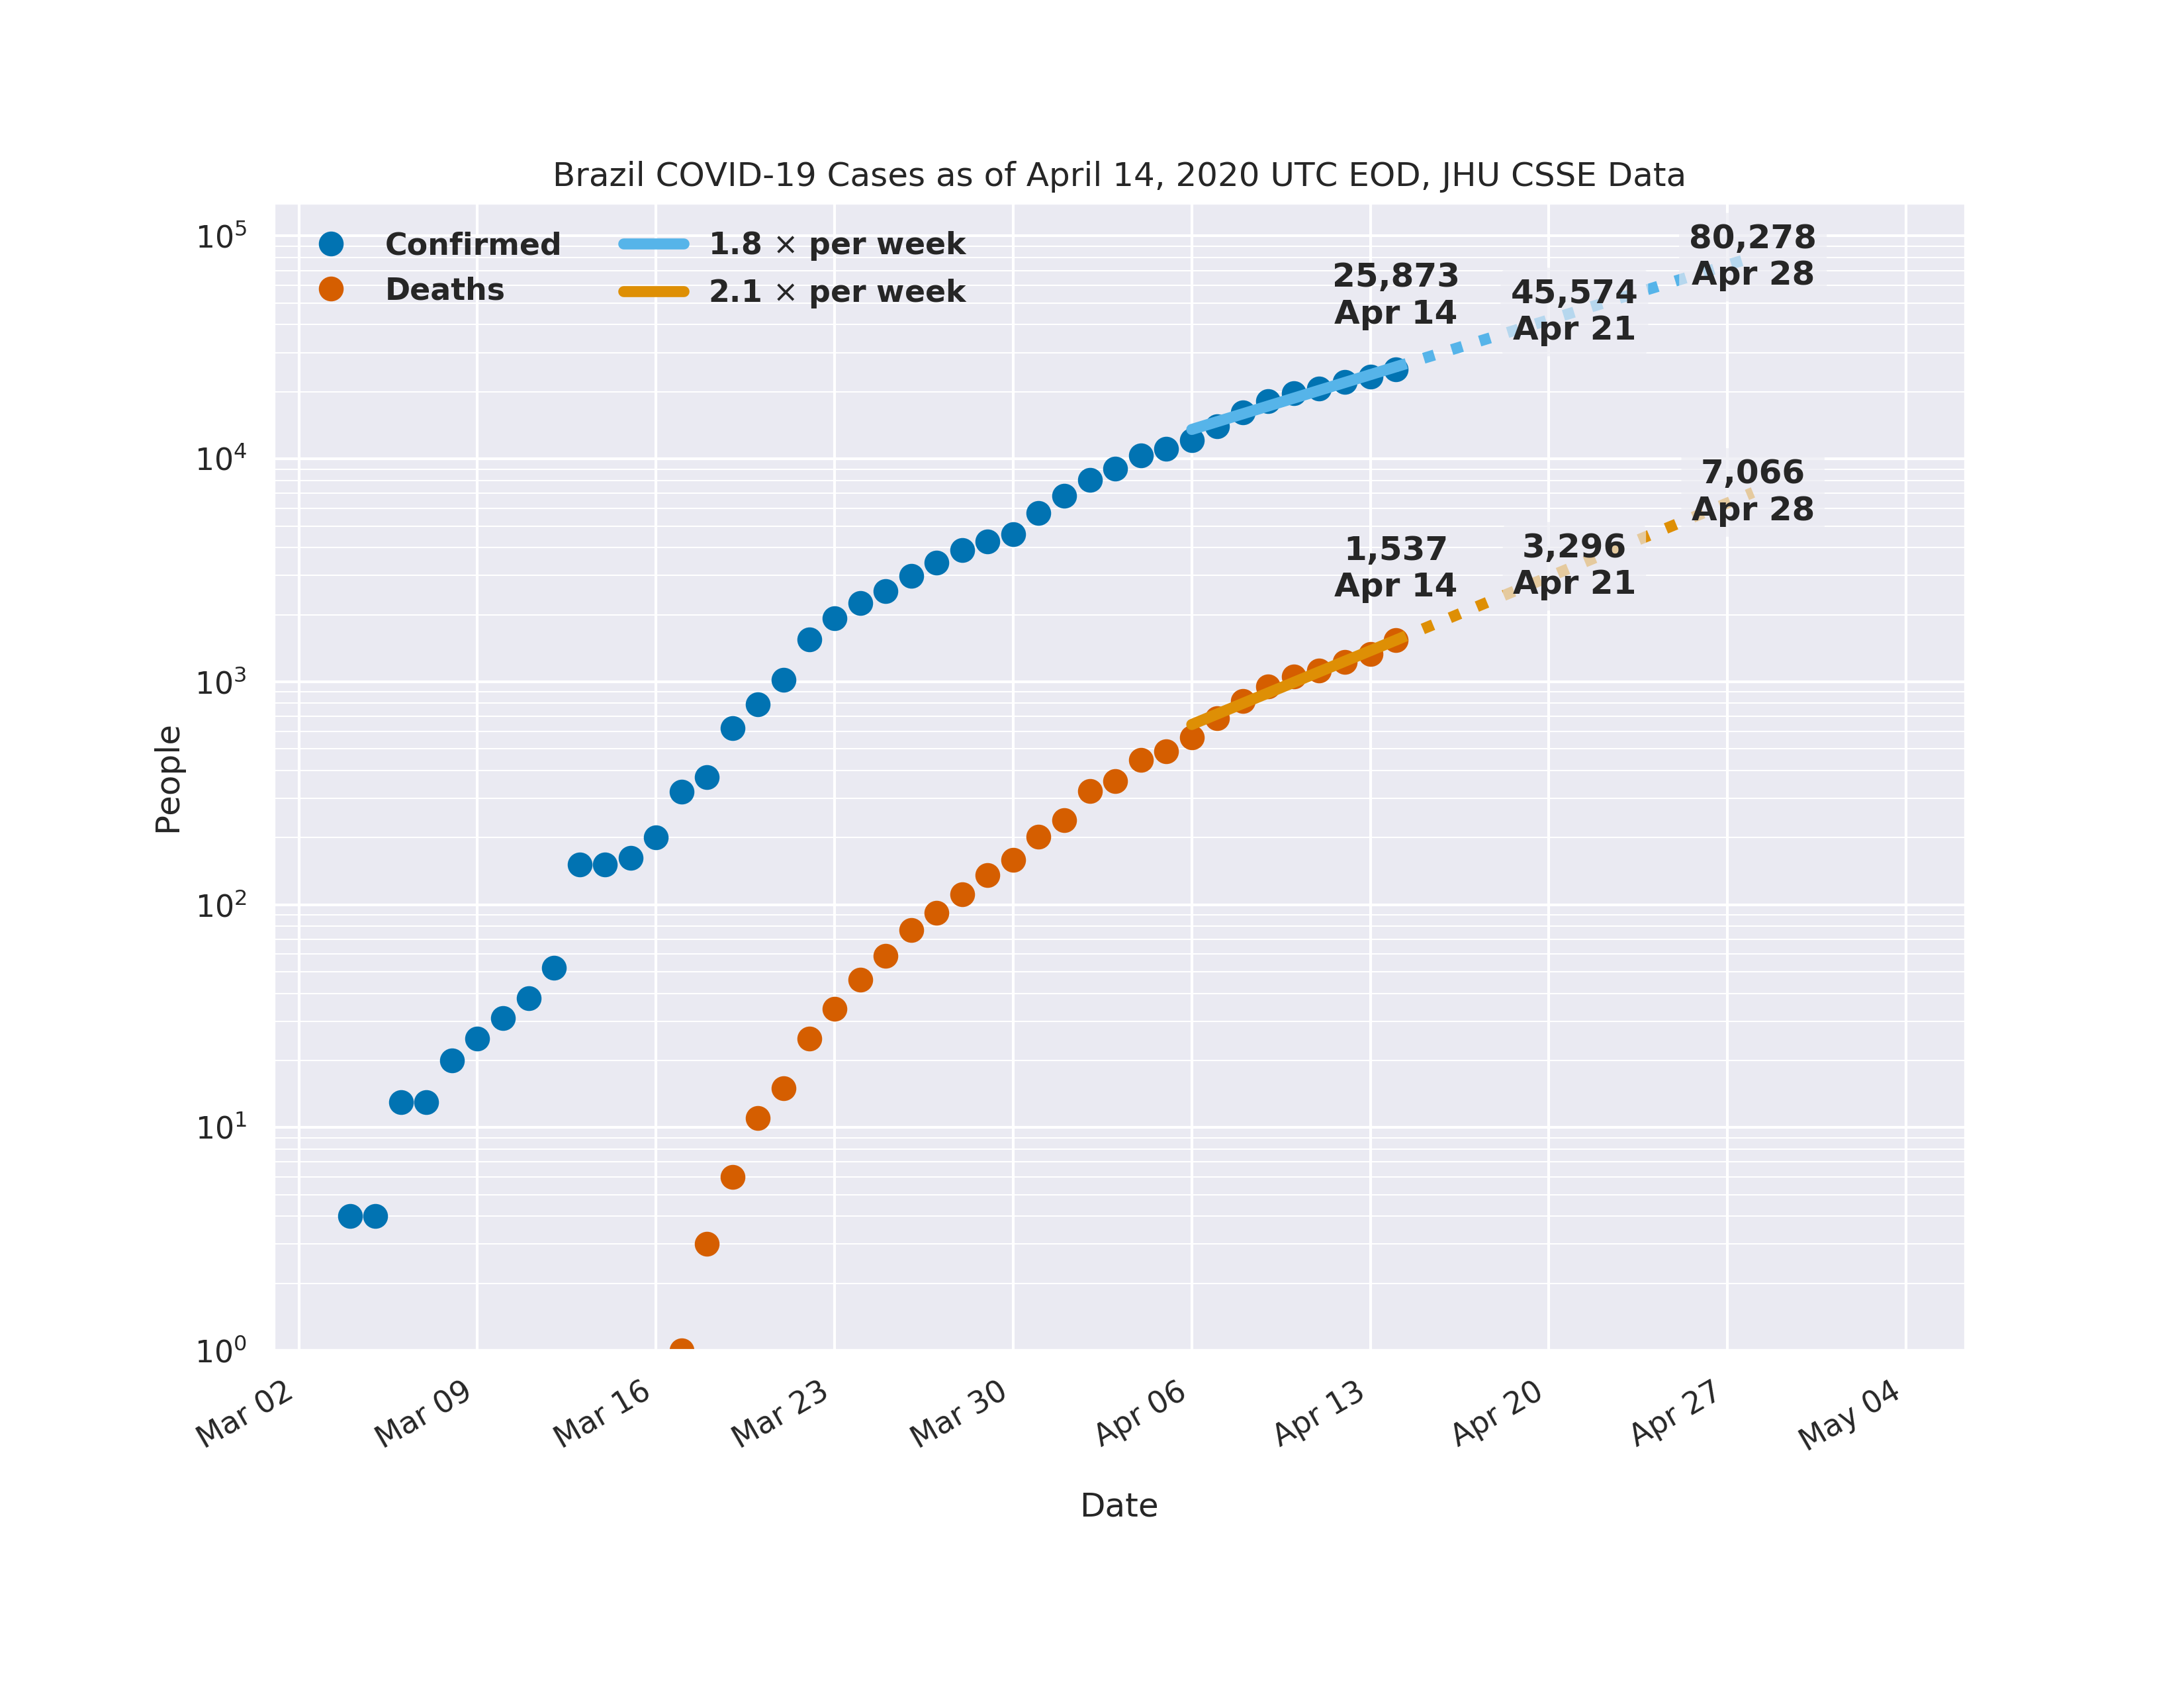 Brazil COVID-19 Cases as of April 14, 2020 UTC EOD, JHU CSSE Data
Confirmed
Deaths
1.8 × per week
2.1 × per week
25,873
Apr 14
45,574
Apr 21
80,278
Apr 28
1,537
Apr 14
3,296
Apr 21
7,066
Apr 28
10⁵
10⁴
10³
10²
10¹
10⁰
People
Mar 02
Mar 09
Mar 16
Mar 23
Mar 30
Apr 06
Apr 13
Apr 20
Apr 27
May 04
Date